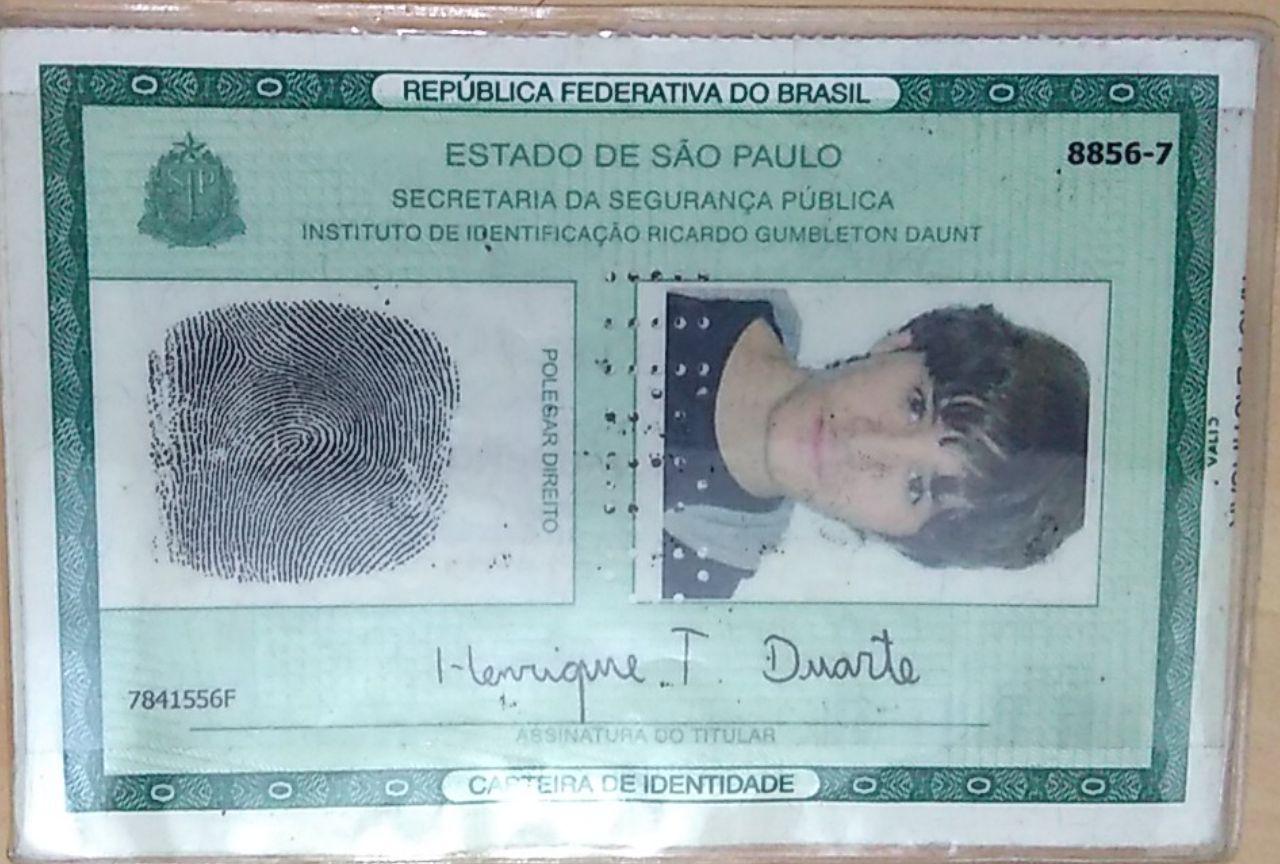 REPÚBLICA FEDERATIVA DO BRASIL
ESTADO DE SÃO PAULO
8856-7
SECRETARIA DA SEGURANÇA PÚBLICA
INSTITUTO DE IDENTIFICAÇÃO RICARDO GUMBLETON DAUNT
SP
POLEGAR DIREITO
Henrique T. Duarte
7841556F
ASSINATURA DO TITULAR
CARTEIRA DE IDENTIDADE